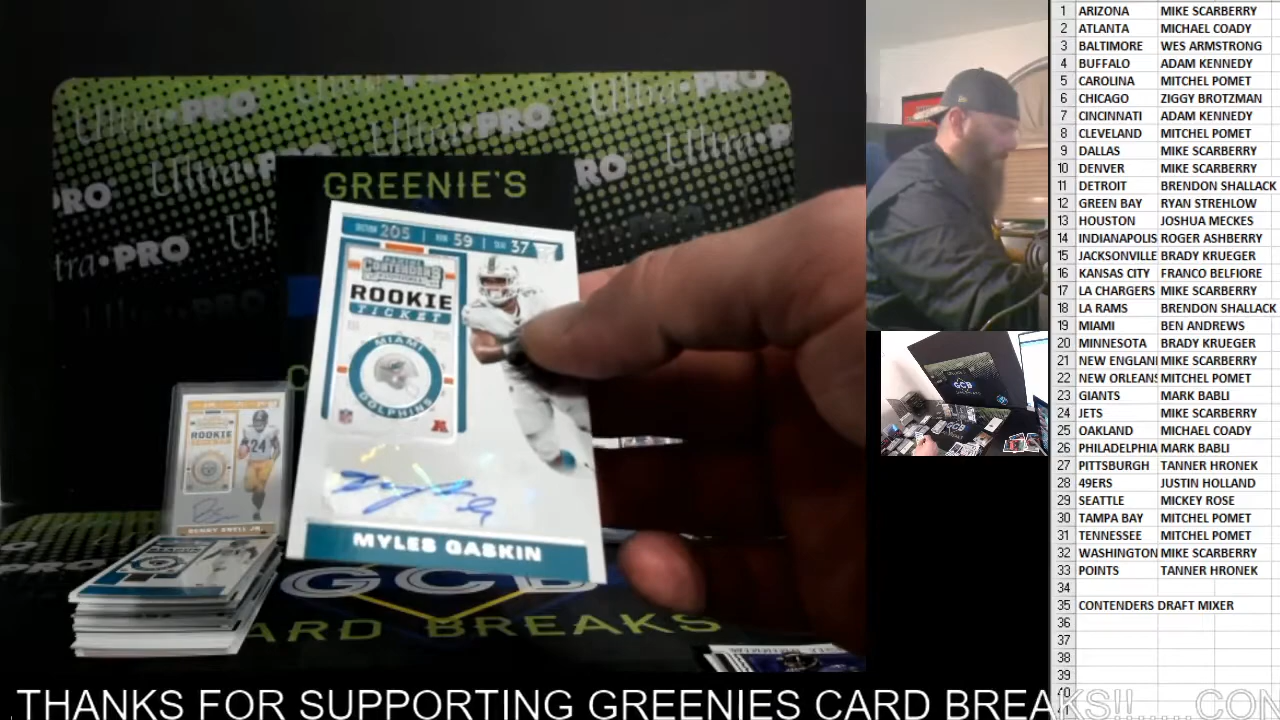 Ultra•PRO
GREENIE'S
SECTION 205 | ROW 59 | SEAT 37
CONTENDERS
ROOKIE
TICKET
MIAMI
DOLPHINS
MYLES GASKIN
ROOKIE
24
BENNY SNELL JR.
GCB
CARD BREAKS
THANKS FOR SUPPORTING GREENIES CARD BREAKS!!......CON
1 ARIZONA MIKE SCARBERRY
2 ATLANTA MICHAEL COADY
3 BALTIMORE WES ARMSTRONG
4 BUFFALO ADAM KENNEDY
5 CAROLINA MITCHEL POMET
6 CHICAGO ZIGGY BROTZMAN
7 CINCINNATI ADAM KENNEDY
8 CLEVELAND MITCHEL POMET
9 DALLAS MIKE SCARBERRY
10 DENVER MIKE SCARBERRY
11 DETROIT BRENDON SHALLACK
12 GREEN BAY RYAN STREHLOW
13 HOUSTON JOSHUA MECKES
14 INDIANAPOLIS ROGER ASHBERRY
15 JACKSONVILLE BRADY KRUEGER
16 KANSAS CITY FRANCO BELFIORE
17 LA CHARGERS MIKE SCARBERRY
18 LA RAMS BRENDON SHALLACK
19 MIAMI BEN ANDREWS
20 MINNESOTA BRADY KRUEGER
21 NEW ENGLAN MIKE SCARBERRY
22 NEW ORLEANS MITCHEL POMET
23 GIANTS MARK BABLI
24 JETS MIKE SCARBERRY
25 OAKLAND MICHAEL COADY
26 PHILADELPHIA MARK BABLI
27 PITTSBURGH TANNER HRONEK
28 49ERS JUSTIN HOLLAND
29 SEATTLE MICKEY ROSE
30 TAMPA BAY MITCHEL POMET
31 TENNESSEE MITCHEL POMET
32 WASHINGTON MIKE SCARBERRY
33 POINTS TANNER HRONEK
34
35 CONTENDERS DRAFT MIXER
36
37
38
39